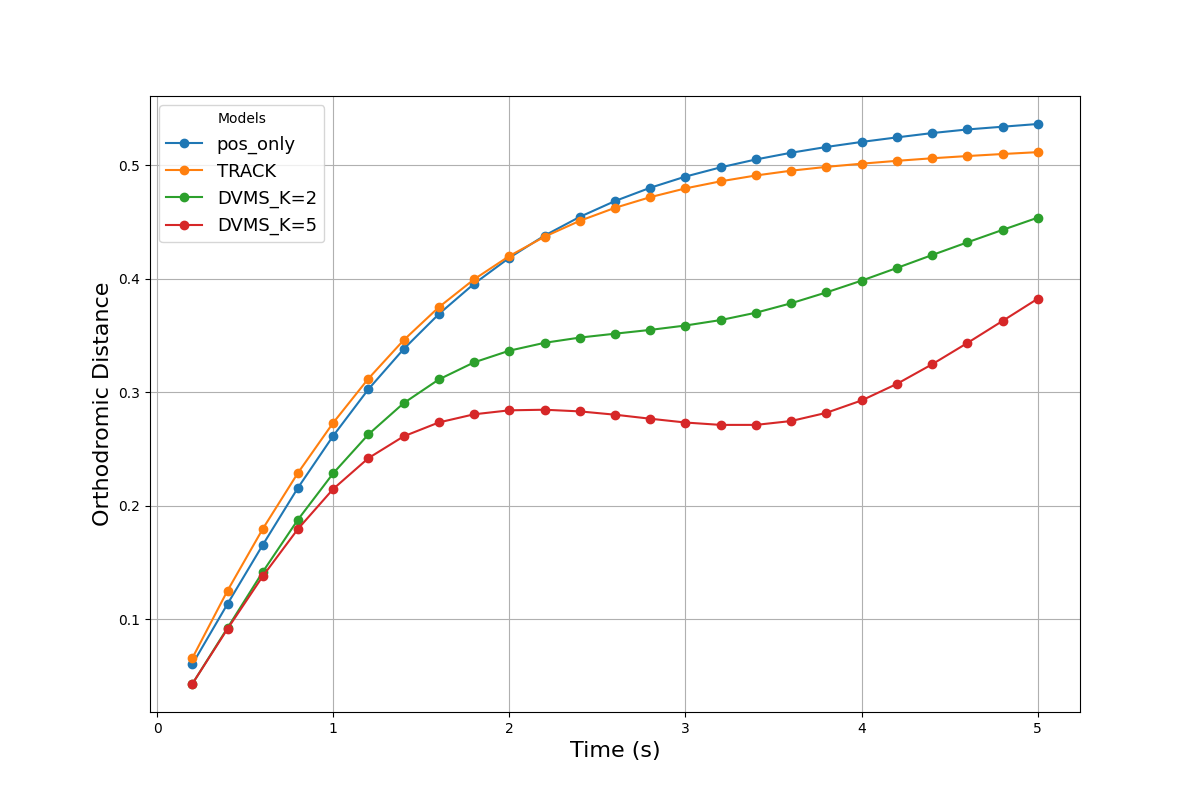 Models
pos_only
TRACK
DVMS_K=2
DVMS_K=5
Orthodromic Distance
0.5
0.4
0.3
0.2
0.1
0 1 2 3 4 5
Time (s)